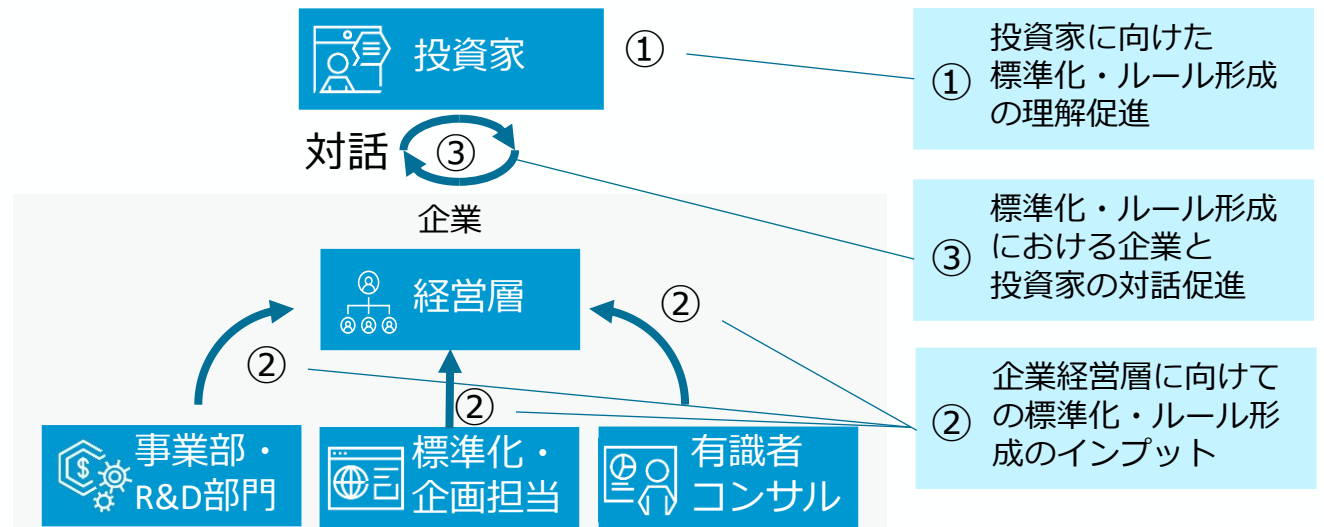 投資家
①
対話
③
企業
経営層
②
②
②
事業部・
R&D部門
標準化・
企画担当
有識者
コンサル
①
投資家に向けた
標準化・ルール形成
の理解促進
③
標準化・ルール形成
における企業と
投資家の対話促進
②
企業経営層に向けて
の標準化・ルール形
成のインプット